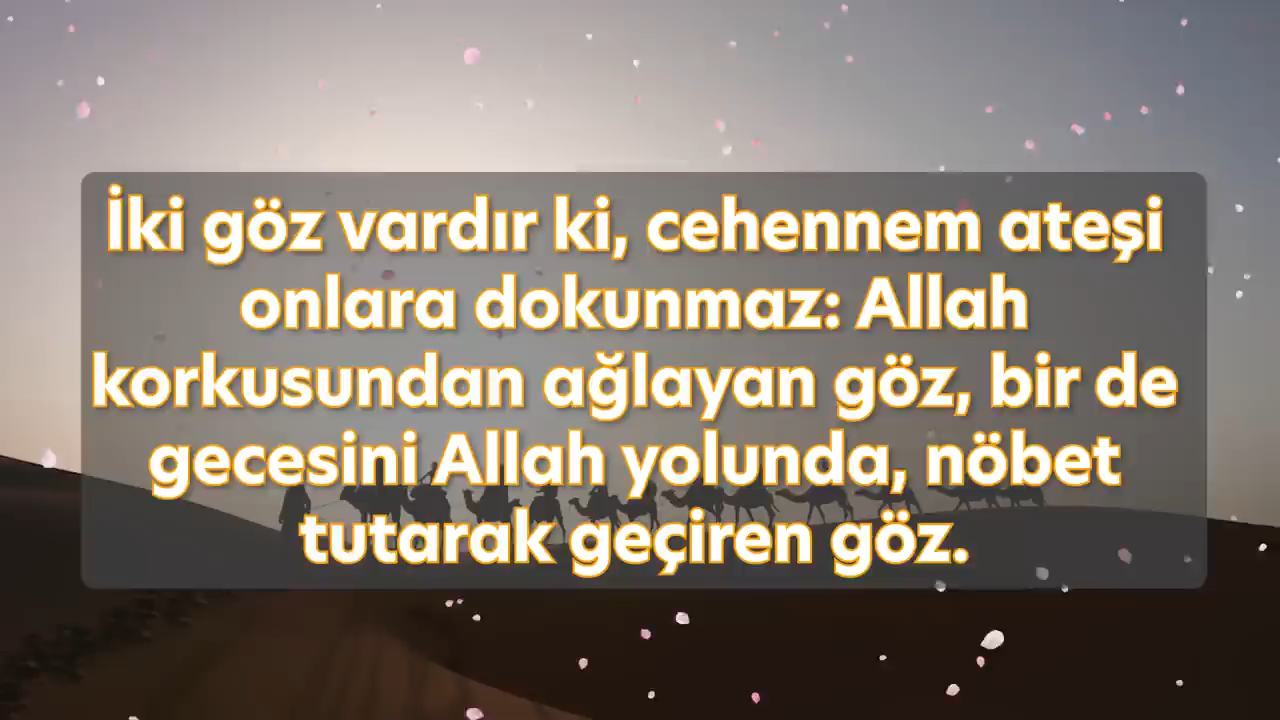 İki göz vardır ki, cehennem ateşi
onlara dokunmaz: Allah
korkusundan ağlayan göz, bir de
gecesini Allah yolunda, nöbet
tutarak geçiren göz.